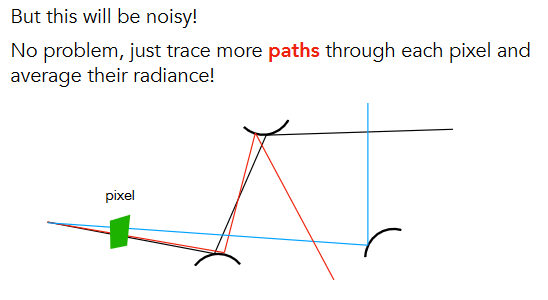 But this will be noisy!
No problem, just trace more paths through each pixel and
average their radiance!
pixel